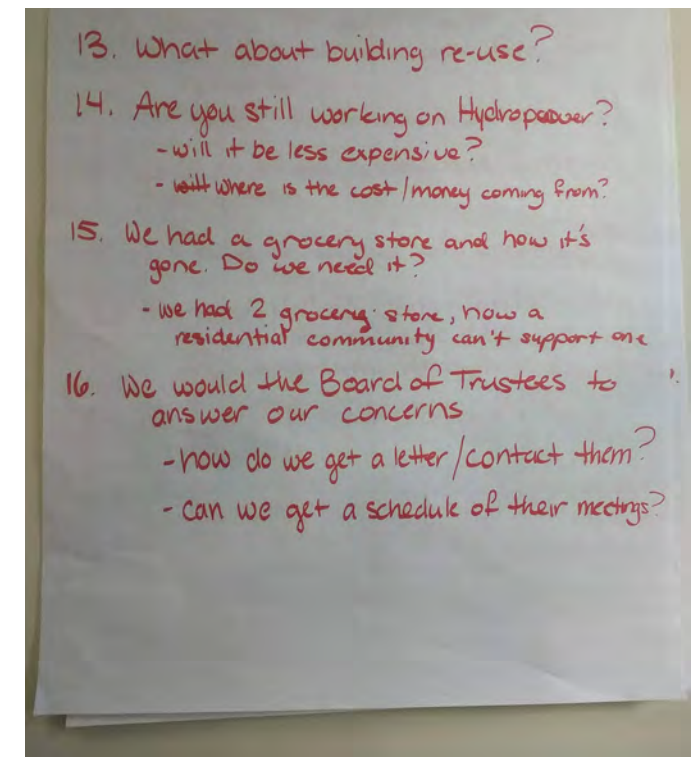 13. What about building re-use?
14. Are you still working on Hydropower?
- will it be less expensive?
- will where is the cost/money coming from?
15. We had a grocery store and now it's
gone. Do we need it?
- we had 2 grocery store, now a
residential community can't support one
16. We would the Board of Trustees to
answer our concerns
- how do we get a letter/contact them?
- can we get a schedule of their meetings?